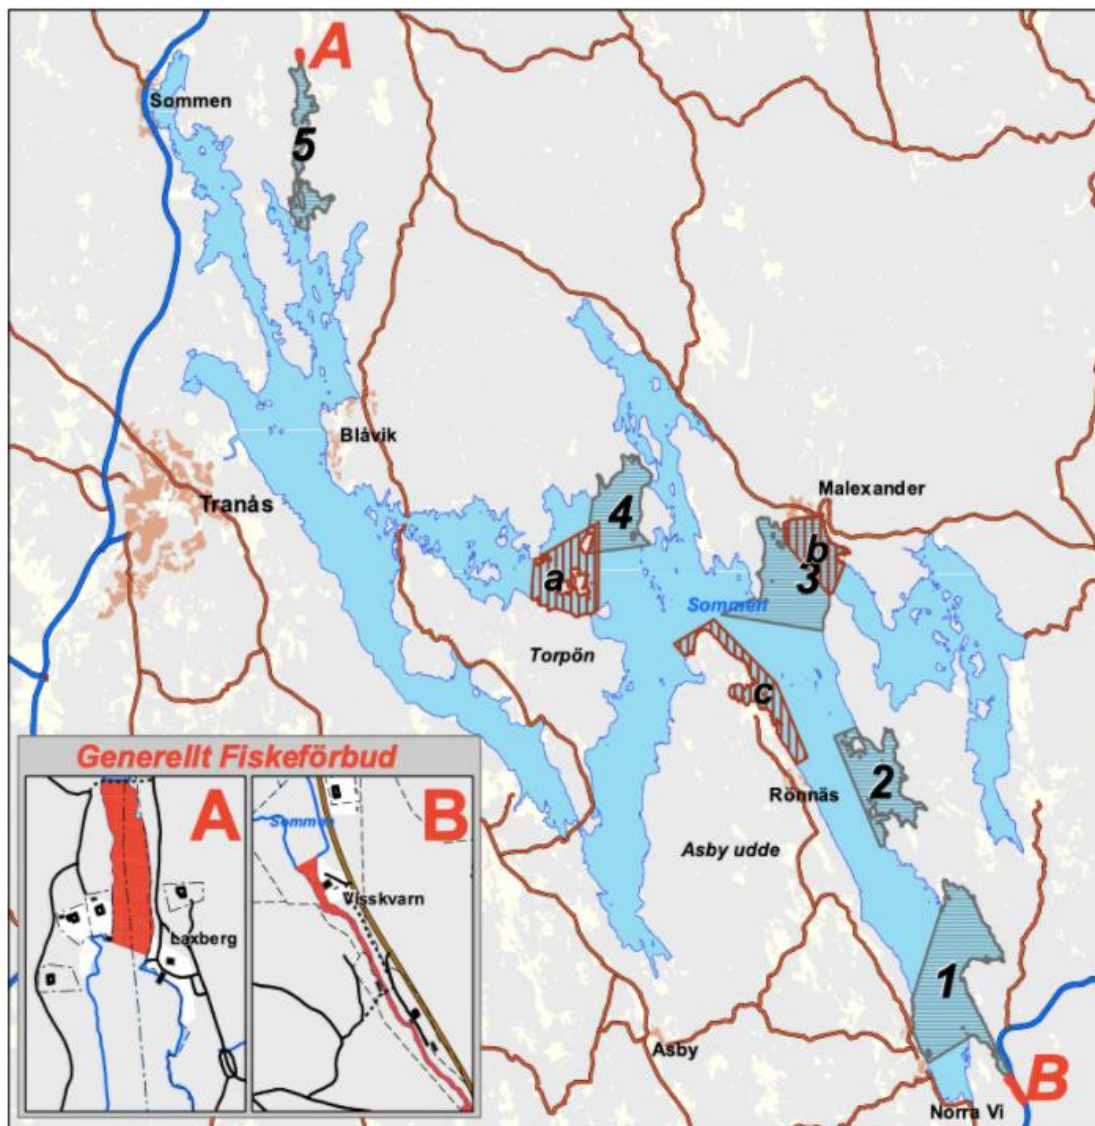 A
Sommen
5
Blåvik
Tranås
4
Malexander
b
a
3
Sommen
Torpön
c
2
Rönnäs
Asby udde
1
Asby
B
Norra Vi
Generellt Fiskeförbud
A
Laxberg
B
Sommen
Visskvarn